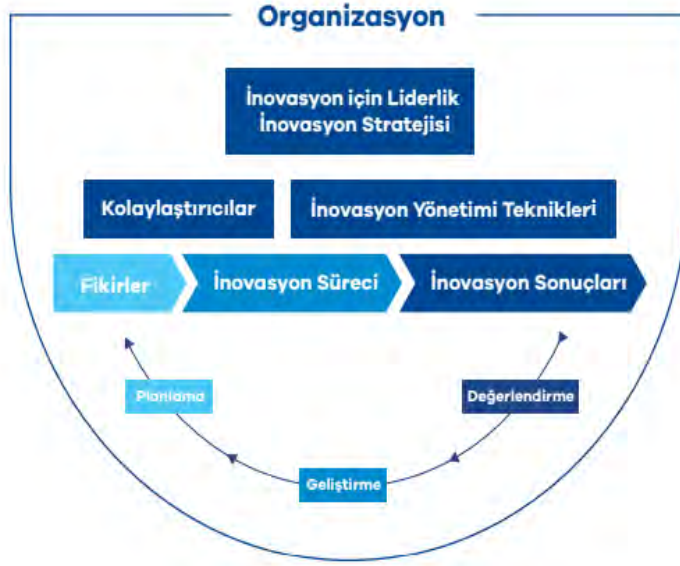 Organizasyon
İnovasyon için Liderlik
İnovasyon Stratejisi
Kolaylaştırıcılar
İnovasyon Yönetimi Teknikleri
Fikirler
İnovasyon Süreci
İnovasyon Sonuçları
Planlama
Değerlendirme
Geliştirme